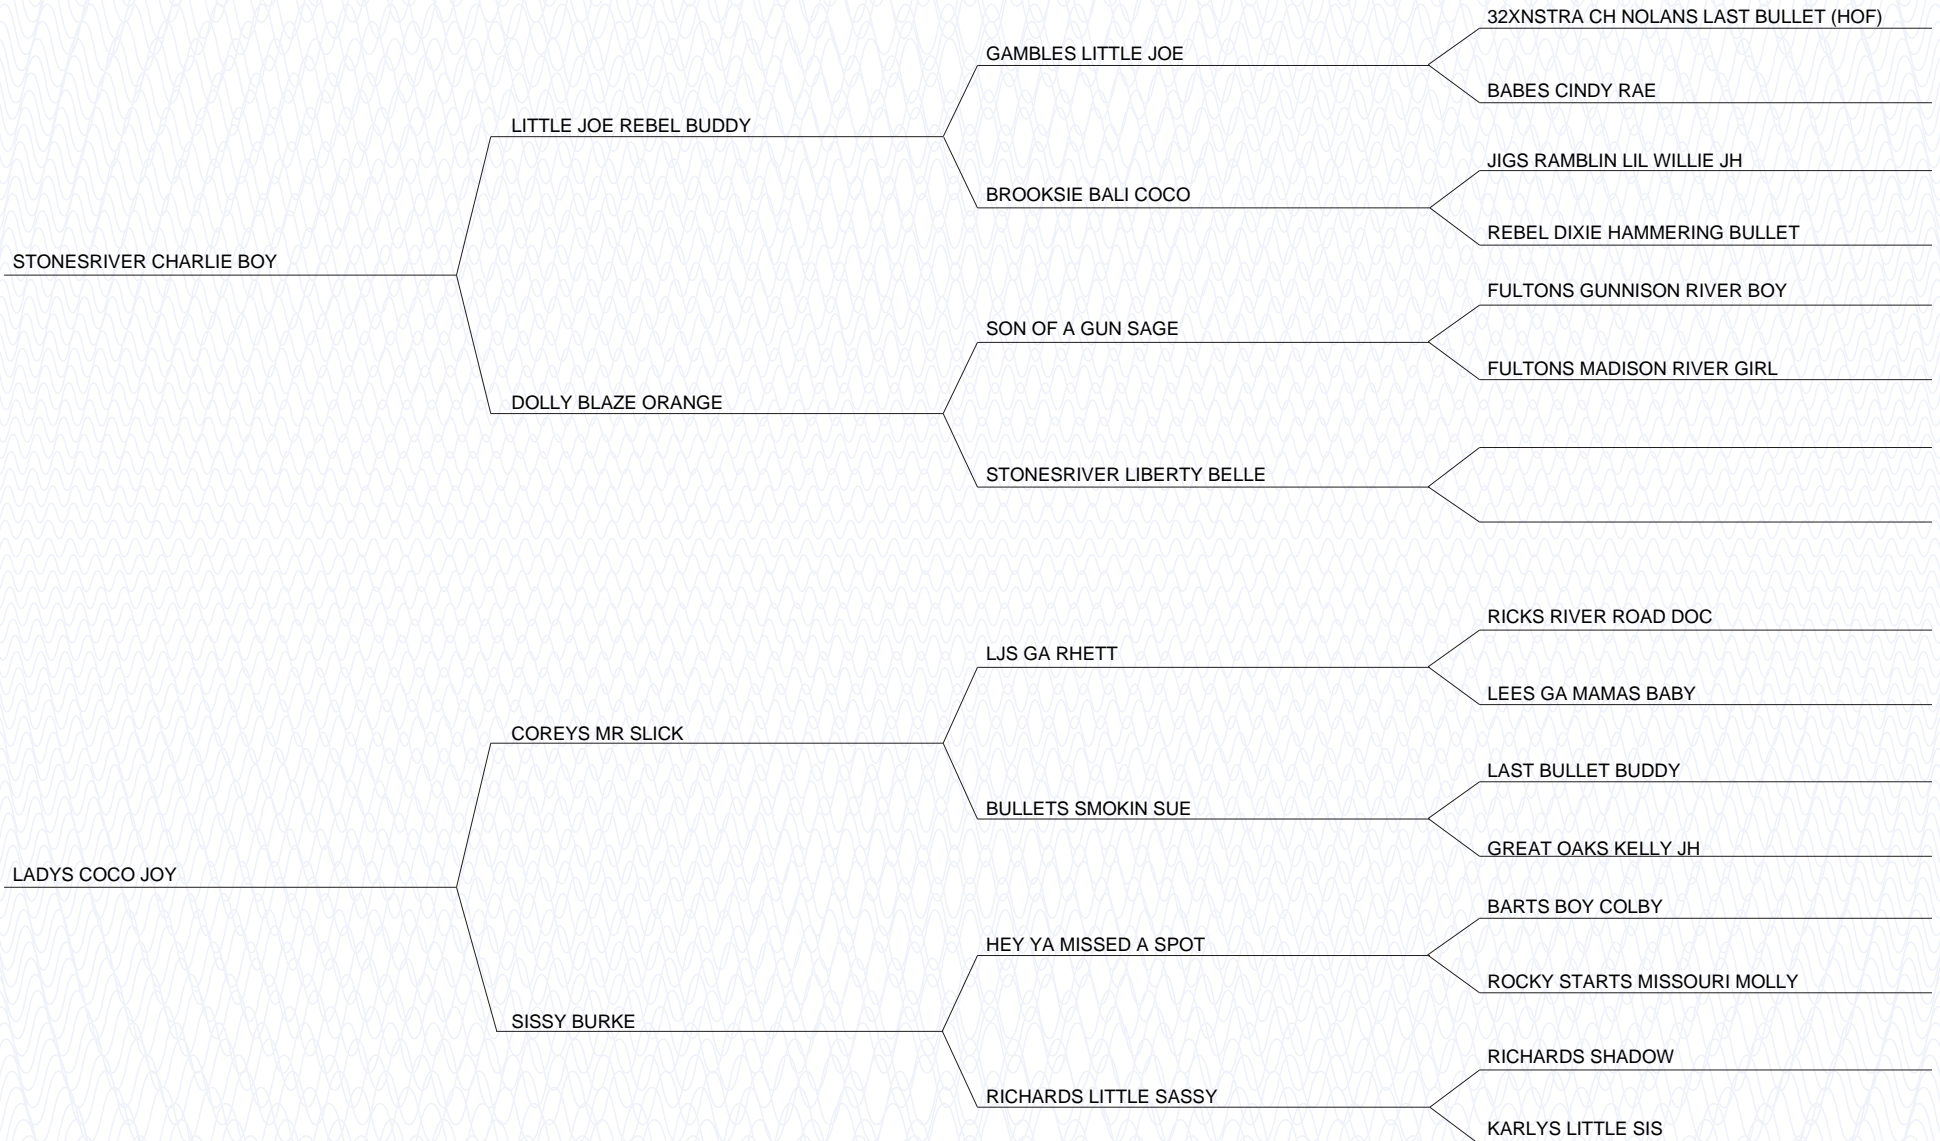 32XNSTRA CH NOLANS LAST BULLET (HOF)
GAMBLES LITTLE JOE
BABES CINDY RAE
LITTLE JOE REBEL BUDDY
JIGS RAMBLIN LIL WILLIE JH
BROOKSIE BALI COCO
REBEL DIXIE HAMMERING BULLET
STONESRIVER CHARLIE BOY
FULTONS GUNNISON RIVER BOY
SON OF A GUN SAGE
FULTONS MADISON RIVER GIRL
DOLLY BLAZE ORANGE
STONESRIVER LIBERTY BELLE
RICKS RIVER ROAD DOC
LJS GA RHETT
LEES GA MAMAS BABY
COREYS MR SLICK
LAST BULLET BUDDY
BULLETS SMOKIN SUE
GREAT OAKS KELLY JH
LADYS COCO JOY
BARTS BOY COLBY
HEY YA MISSED A SPOT
ROCKY STARTS MISSOURI MOLLY
SISSY BURKE
RICHARDS SHADOW
RICHARDS LITTLE SASSY
KARLYS LITTLE SIS